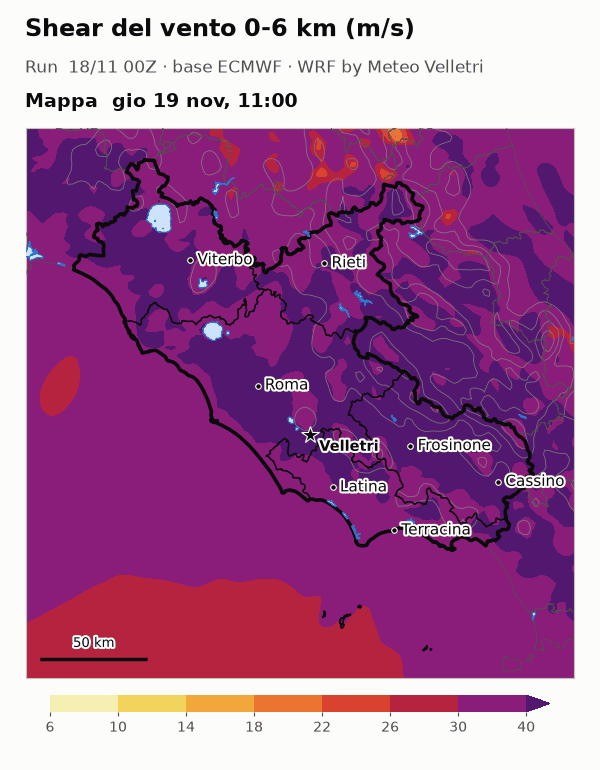 Shear del vento 0-6 km (m/s)
Run  18/11 00Z · base ECMWF · WRF by Meteo Velletri
Mappa  gio 19 nov, 11:00
Viterbo
Rieti
Roma
Velletri
Frosinone
Cassino
Latina
Terracina
50 km
6 10 14 18 22 26 30 40